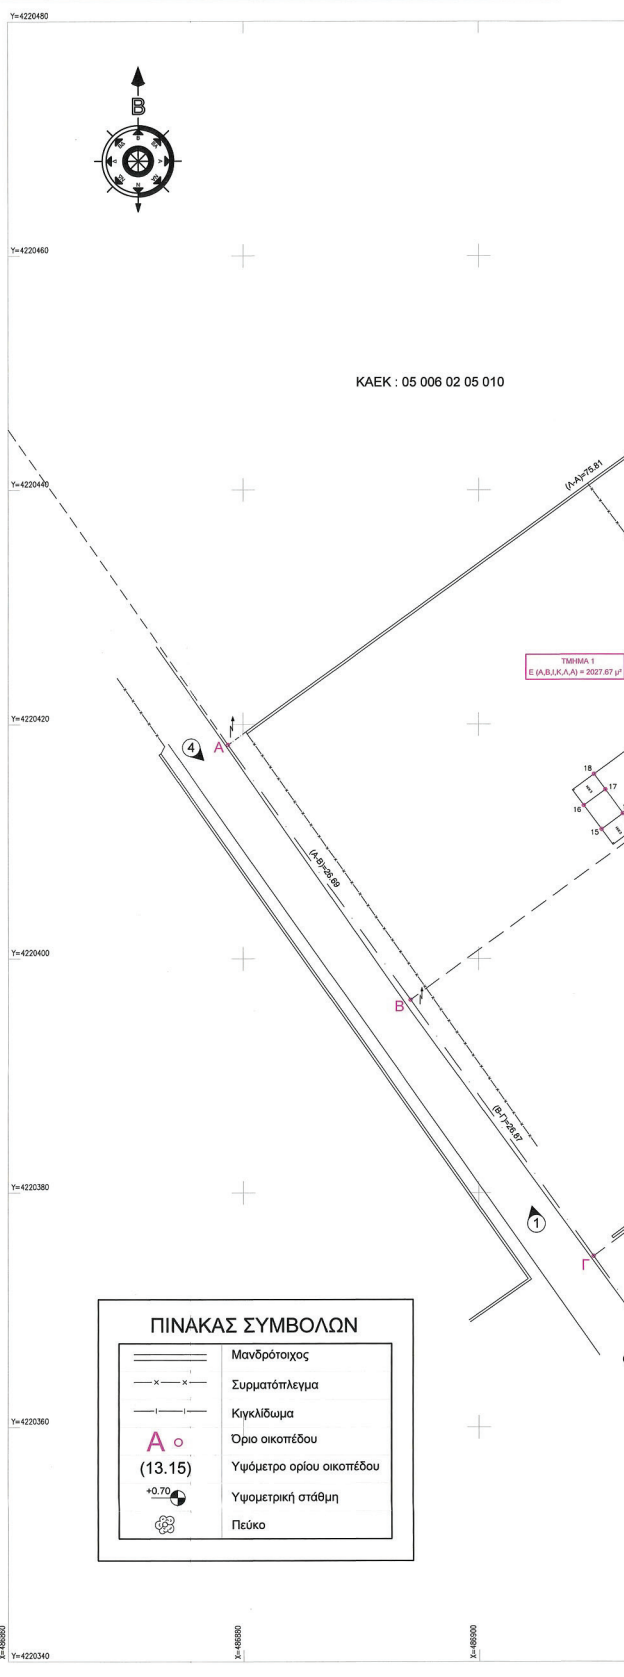 Y=4220480
B
Y=4220460
ΚΑΕΚ : 05 006 02 05 010
(Λ-Α)=75.81
Y=4220440
ΤΜΗΜΑ 1
Ε (Α,Β,Ι,Κ,Λ,Α) = 2027.67 μ²
Y=4220420
4
Α
18
17
16
15
(Α-Β)=26.69
Y=4220400
Β
(Β-Γ)=26.87
Y=4220380
1
Γ
ΠΙΝΑΚΑΣ ΣΥΜΒΟΛΩΝ
Μανδρότοιχος
Συρματόπλεγμα
Κιγκλίδωμα
Α Όριο οικοπέδου
(13.15) Υψόμετρο ορίου οικοπέδου
+0.70 Υψομετρική στάθμη
Πεύκο
Y=4220360
X=486860
X=486880
X=486900
Y=4220340